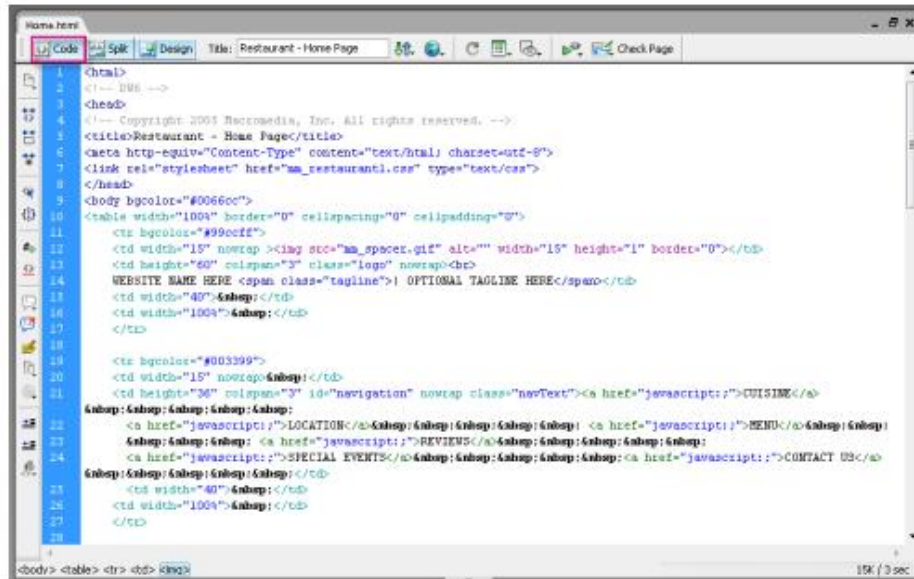 Home.html
Code Split Design Title: Restaurant - Home Page Check Page
1 <html>
2 <!-- DW6 -->
3 <head>
4 <!-- Copyright 2005 Macromedia, Inc. All rights reserved. -->
5 <title>Restaurant - Home Page</title>
6 <meta http-equiv="Content-Type" content="text/html; charset=utf-8">
7 <link rel="stylesheet" href="mm_restaurant1.css" type="text/css">
8 </head>
9 <body bgcolor="#0066cc">
10 <table width="100%" border="0" cellspacing="0" cellpadding="0">
11 <tr bgcolor="#99ccff">
12 <td width="15" nowrap ><img src="mm_spacer.gif" alt="" width="15" height="1" border="0"></td>
13 <td height="60" colspan="3" class="logo" nowrap><br>
14 WEBSITE NAME HERE <span class="tagline">| OPTIONAL TAGLINE HERE</span></td>
15 <td width="40">&nbsp;</td>
16 <td width="100%">&nbsp;</td>
17 </tr>
18
19 <tr bgcolor="#003399">
20 <td width="15" nowrap>&nbsp;</td>
21 <td height="36" colspan="3" id="navigation" nowrap class="navText"><a href="javascript:;">CUISINE</a>
&nbsp;&nbsp;&nbsp;&nbsp;&nbsp;
22 <a href="javascript:;">LOCATION</a>&nbsp;&nbsp;&nbsp;&nbsp;&nbsp; <a href="javascript:;">MENU</a>&nbsp;&nbsp;
23 &nbsp;&nbsp;&nbsp; <a href="javascript:;">REVIEWS</a>&nbsp;&nbsp;&nbsp;&nbsp;&nbsp;
24 <a href="javascript:;">SPECIAL EVENTS</a>&nbsp;&nbsp;&nbsp;&nbsp;&nbsp;<a href="javascript:;">CONTACT US</a>
&nbsp;&nbsp;&nbsp;&nbsp;&nbsp;</td>
25 <td width="40">&nbsp;</td>
26 <td width="100%">&nbsp;</td>
27 </tr>
28
<body> <table> <tr> <td> <img> 15K / 3 sec